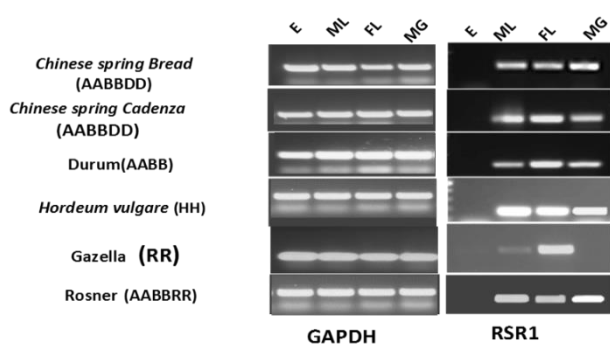 E ML FL MG E ML FL MG
Chinese spring Bread
(AABBDD)
Chinese spring Cadenza
(AABBDD)
Durum(AABB)
Hordeum vulgare (HH)
Gazella (RR)
Rosner (AABBRR)
GAPDH RSR1